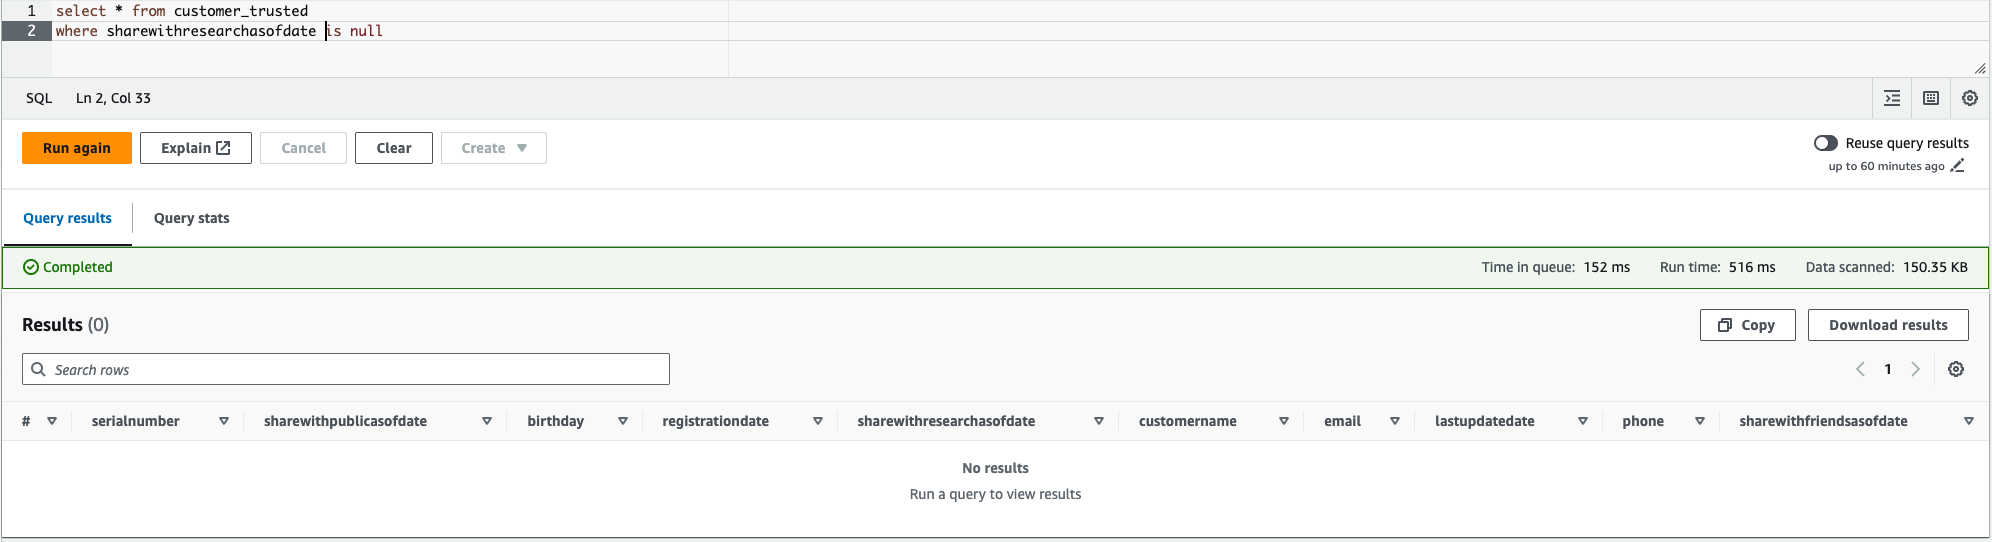 1 select * from customer_trusted
2 where sharewithresearchasofdate is null
SQL Ln 2, Col 33
Run again Explain Cancel Clear Create Reuse query results
up to 60 minutes ago
Query results Query stats
Completed Time in queue: 152 ms Run time: 516 ms Data scanned: 150.35 KB
Results (0) Copy Download results
Search rows 1
# serialnumber sharewithpublicasofdate birthday registrationdate sharewithresearchasofdate customername email lastupdatedate phone sharewithfriendsasofdate
No results
Run a query to view results